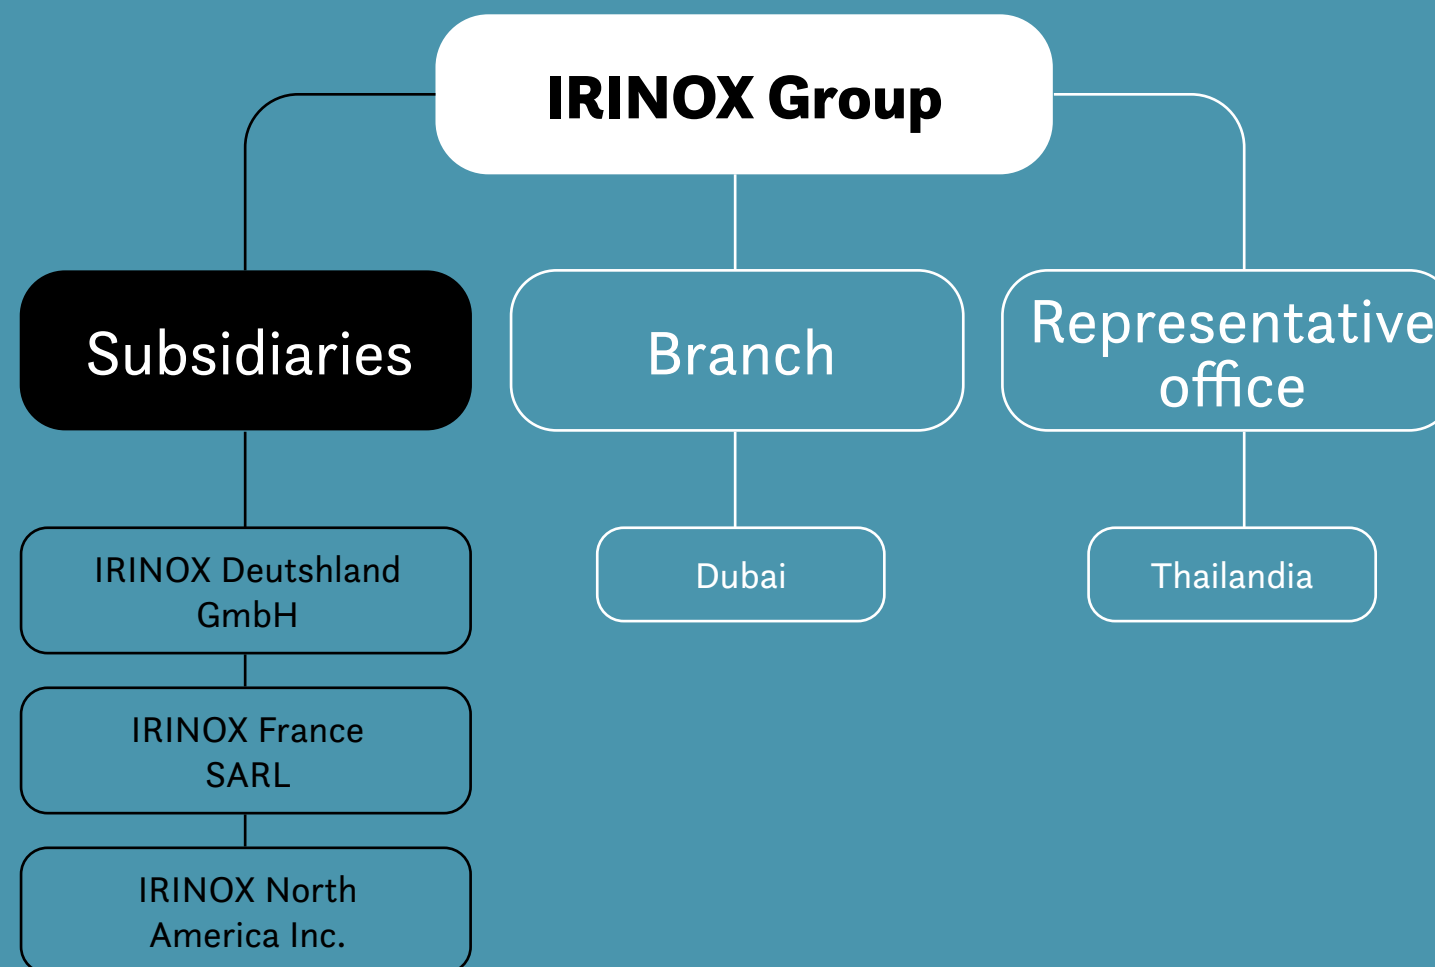 IRINOX Group
Subsidiaries
Branch
Representative
office
IRINOX Deutshland
GmbH
Dubai
Thailandia
IRINOX France
SARL
IRINOX North
America Inc.